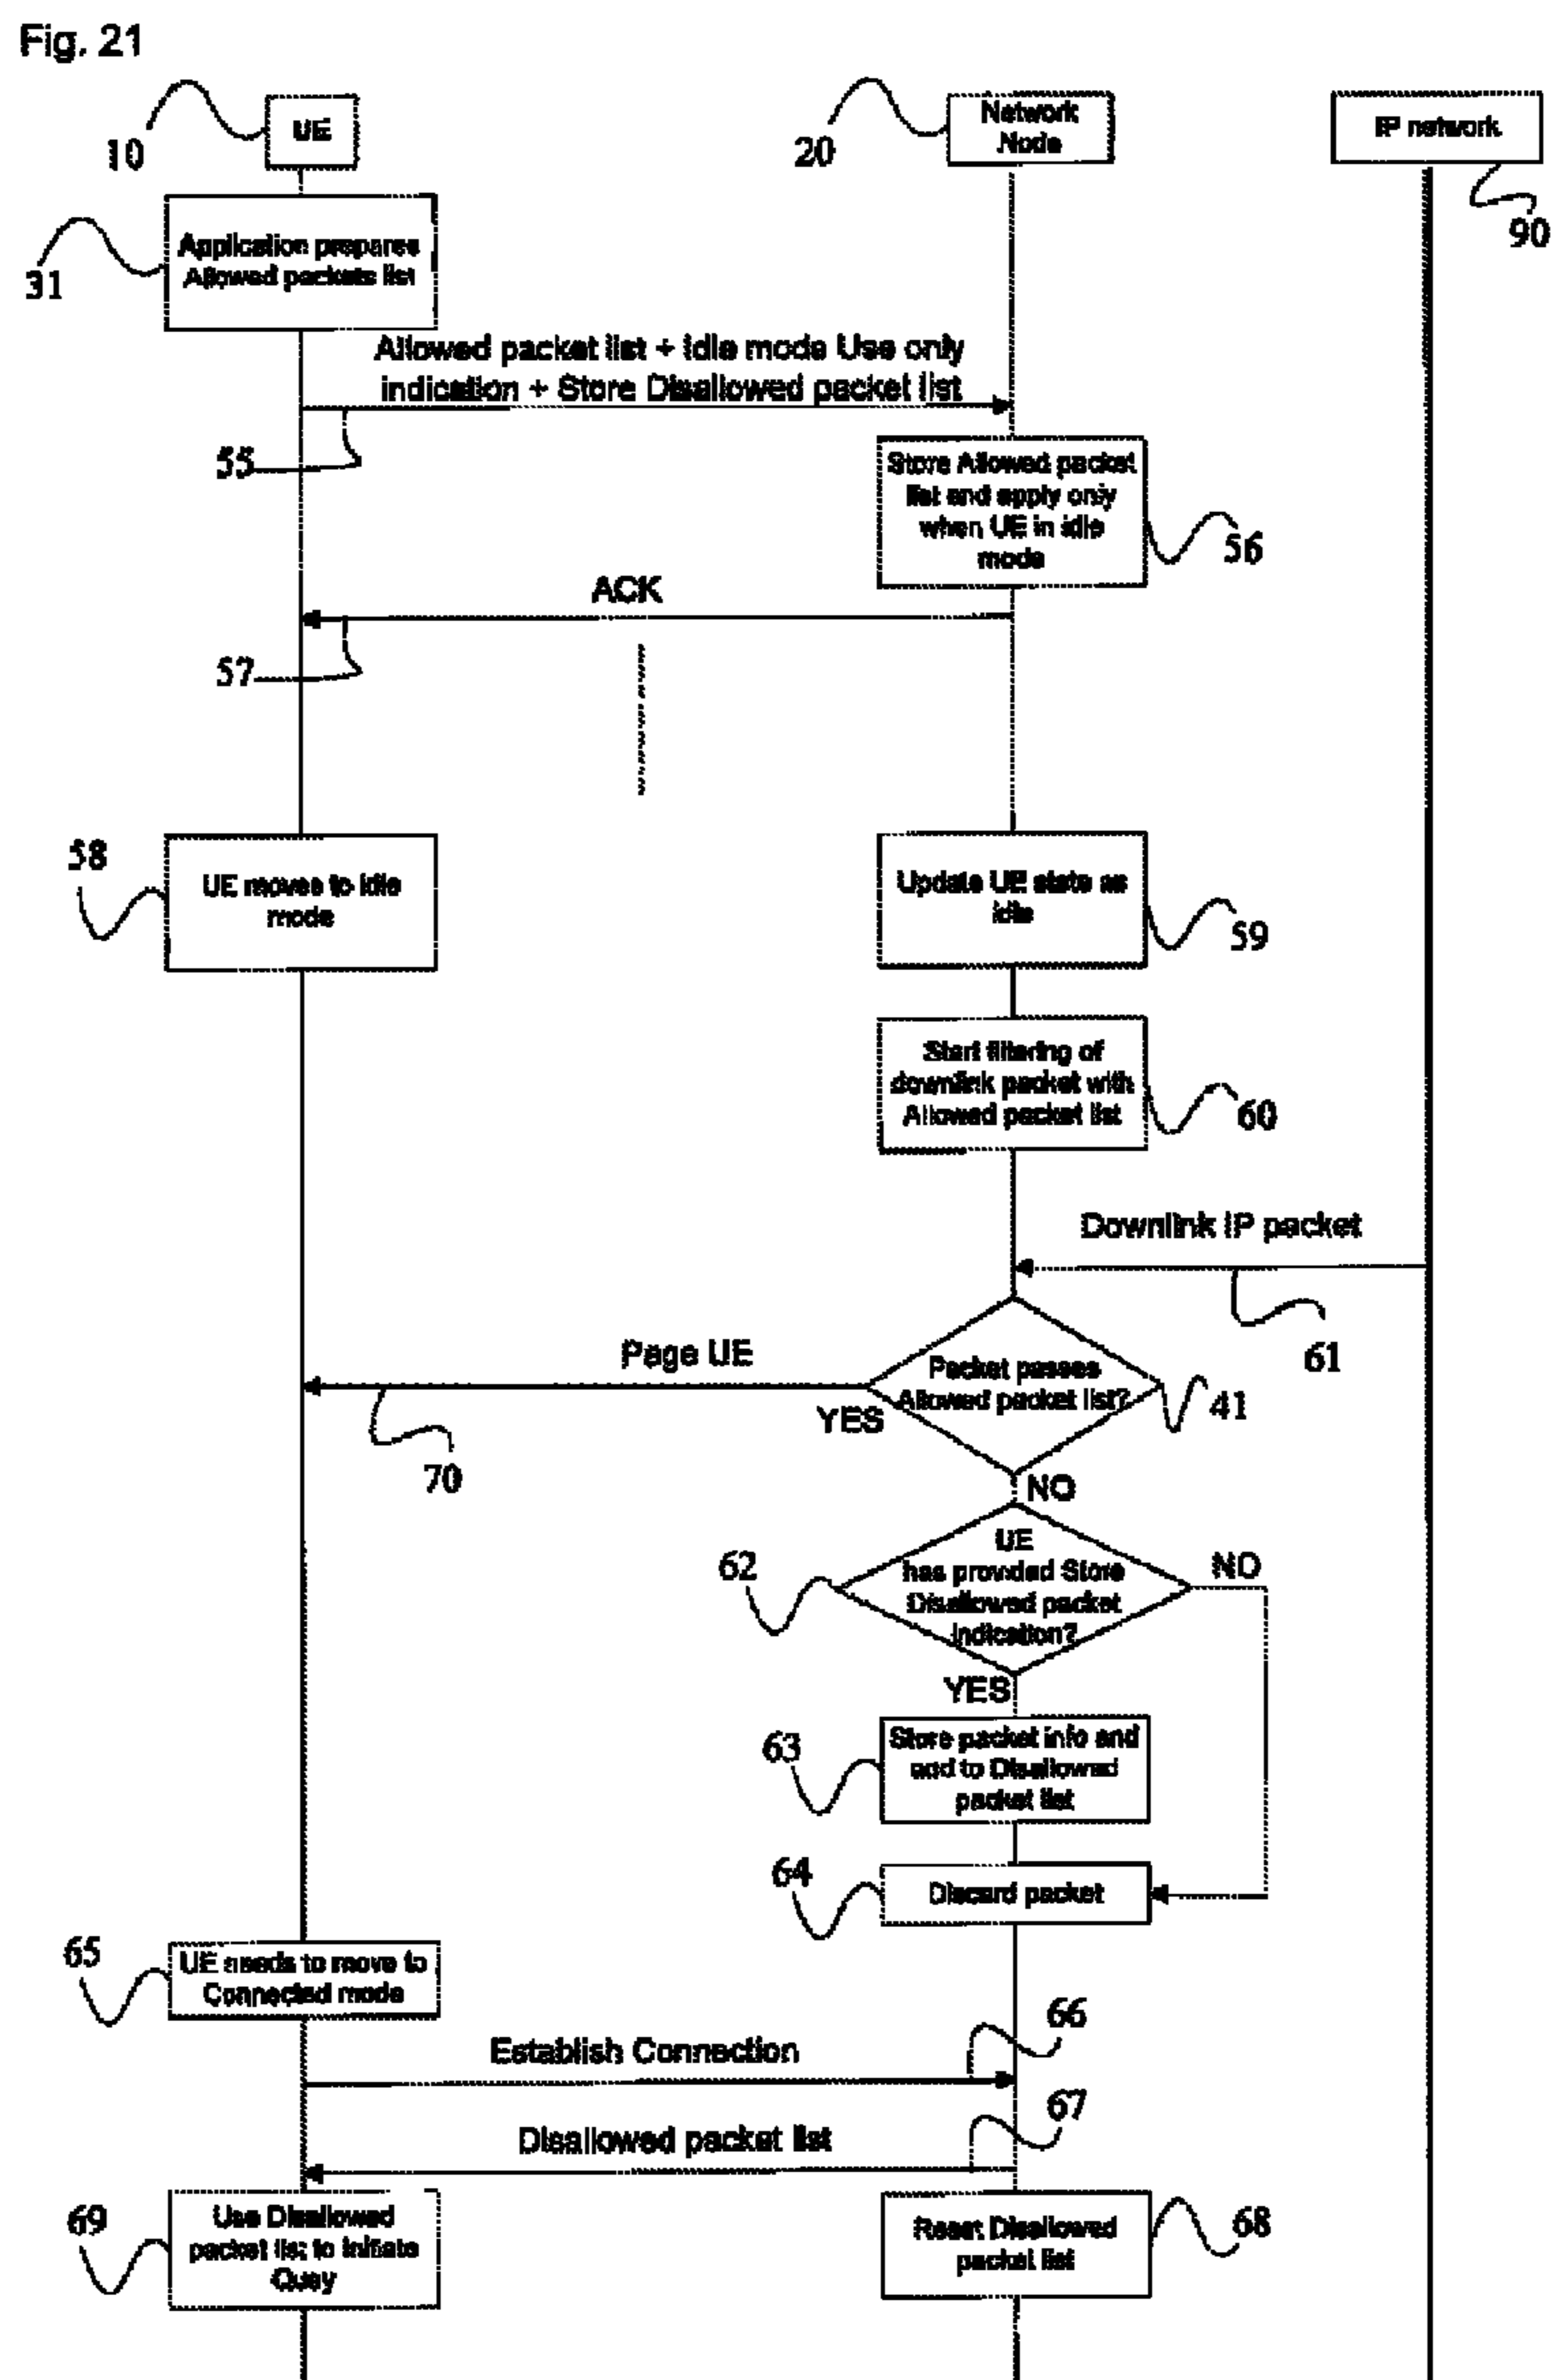 Fig. 21
10
UE
20
Network
Node
IP network
90
31
Application prepares
Allowed packets list
Allowed packet list + Idle mode Use only
indication + Store Disallowed packet list
55
Store Allowed packet
list and apply only
when UE in idle
mode
56
ACK
57
58
UE moves to Idle
mode
Update UE state as
idle
59
Start filtering of
downlink packet with
Allowed packet list
60
Downlink IP packet
61
Page UE
Packet passes
Allowed packet list?
41
YES
70
NO
62
UE
has provided Store
Disallowed packet
indication?
NO
YES
63
Store packet info and
add to Disallowed
packet list
64
Discard packet
65
UE needs to move to
Connected mode
66
Establish Connection
67
Disallowed packet list
69
Use Disallowed
packet list to initiate
Query
Reset Disallowed
packet list
68